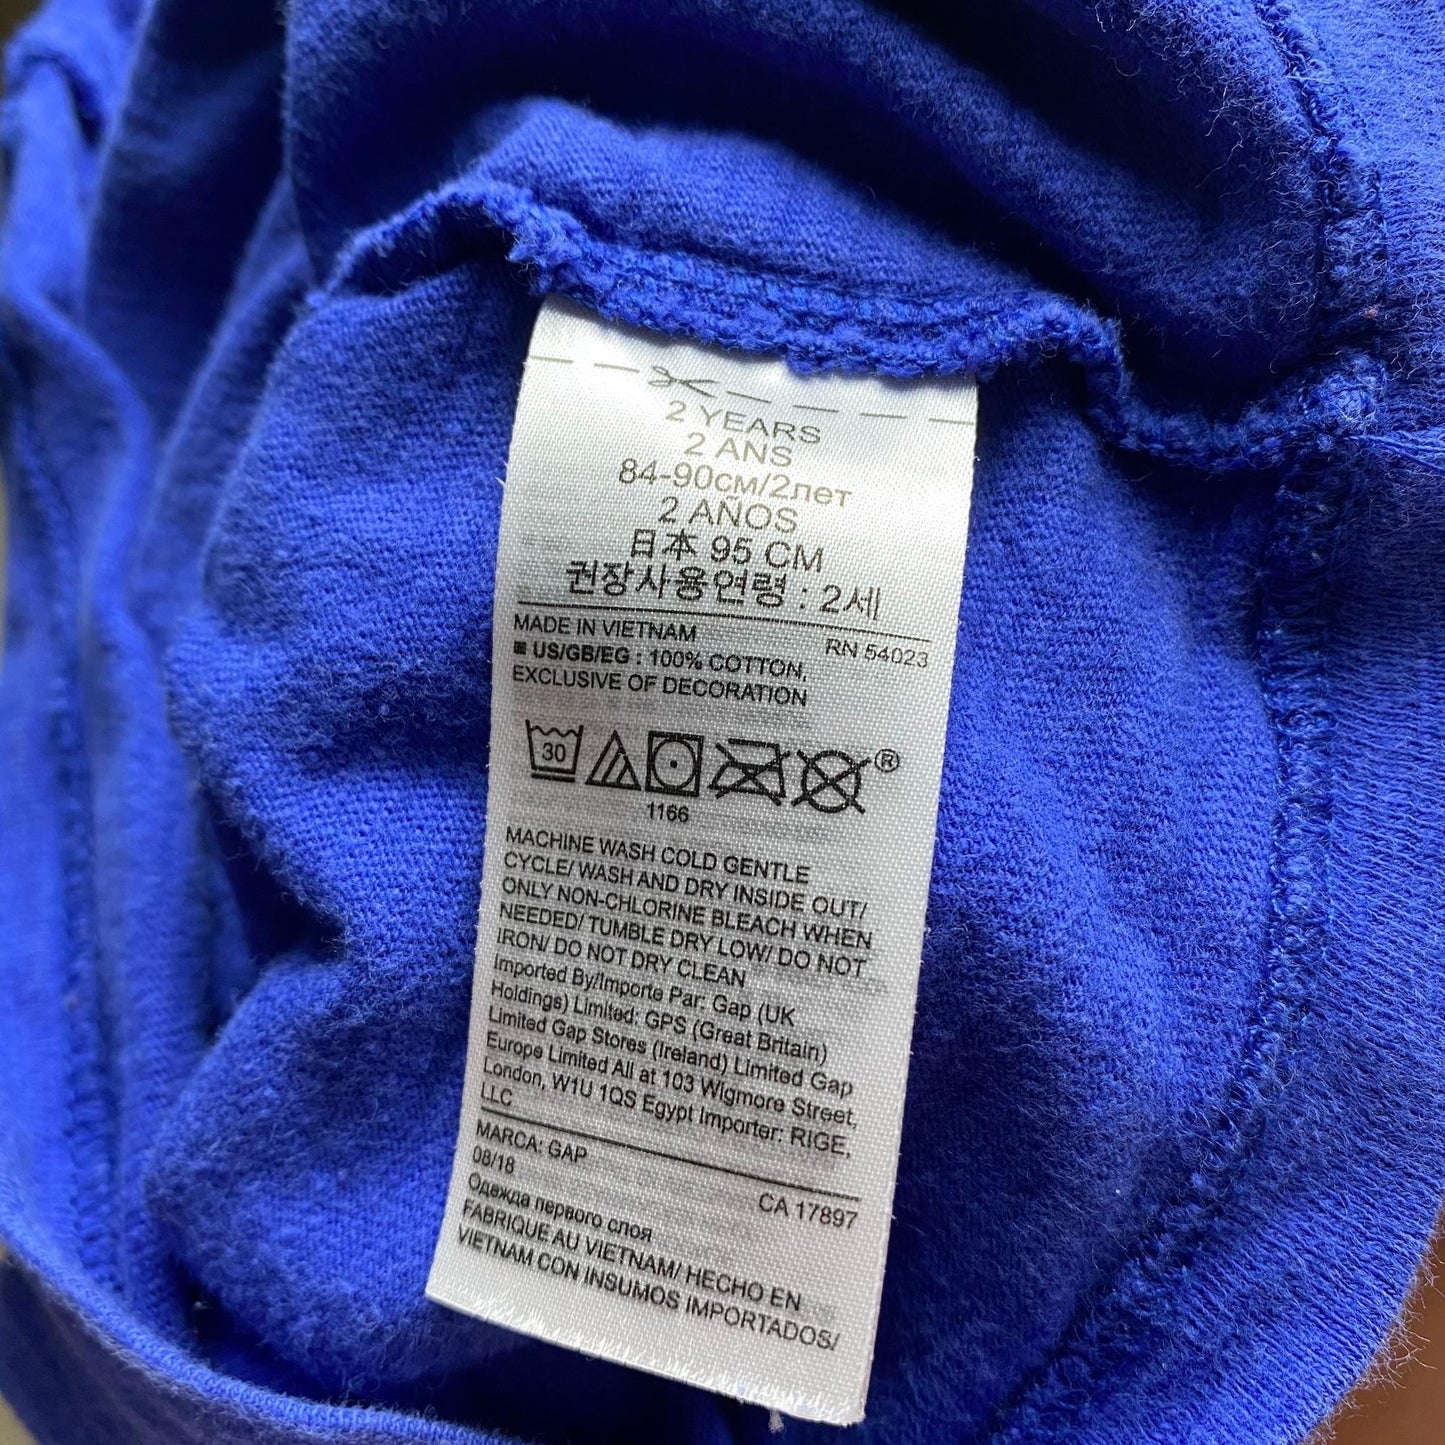 2 YEARS
2 ANS
84-90см/2лет
2 AÑOS
日本 95 CM
권장사용연령 : 2세
MADE IN VIETNAM
RN 54023
US/GB/EG : 100% COTTON,
EXCLUSIVE OF DECORATION
30
®
1166
MACHINE WASH COLD GENTLE
CYCLE/ WASH AND DRY INSIDE OUT/
ONLY NON-CHLORINE BLEACH WHEN
NEEDED/ TUMBLE DRY LOW/ DO NOT
IRON/ DO NOT DRY CLEAN
Imported By/Importe Par: Gap (UK
Holdings) Limited: GPS (Great Britain)
Limited Gap Stores (Ireland) Limited Gap
Europe Limited All at 103 Wigmore Street,
London, W1U 1QS Egypt Importer: RIGE,
LLC
MARCA: GAP
08/18
CA 17897
Одежда первого слоя
FABRIQUE AU VIETNAM/ HECHO EN
VIETNAM CON INSUMOS IMPORTADOS/